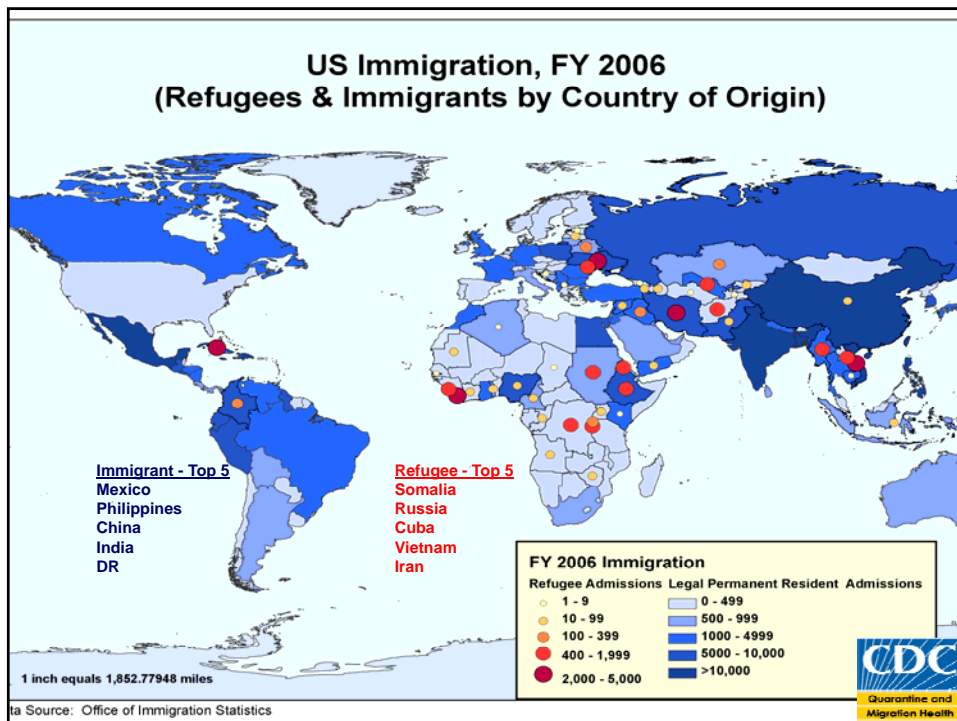 US Immigration, FY 2006
(Refugees & Immigrants by Country of Origin)
Immigrant - Top 5
Mexico
Philippines
China
India
DR
Refugee - Top 5
Somalia
Russia
Cuba
Vietnam
Iran
FY 2006 Immigration
Refugee Admissions Legal Permanent Resident Admissions
1 - 9 0 - 499
10 - 99 500 - 999
100 - 399 1000 - 4999
400 - 1,999 5000 - 10,000
2,000 - 5,000 >10,000
1 inch equals 1,852.77948 miles
ta Source: Office of Immigration Statistics
CDC
Quarantine and
Migration Health